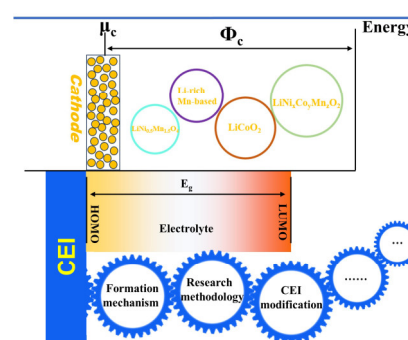 μc
Φc
Energy
Cathode
Li-rich
Mn-based
LiNi0.5Mn1.5O4
LiCoO2
LiNixCoyMnzO2
CEI
HOMO
Eg
LUMO
Electrolyte
Formation
mechanism
Research
methodology
CEI
modification
......
...